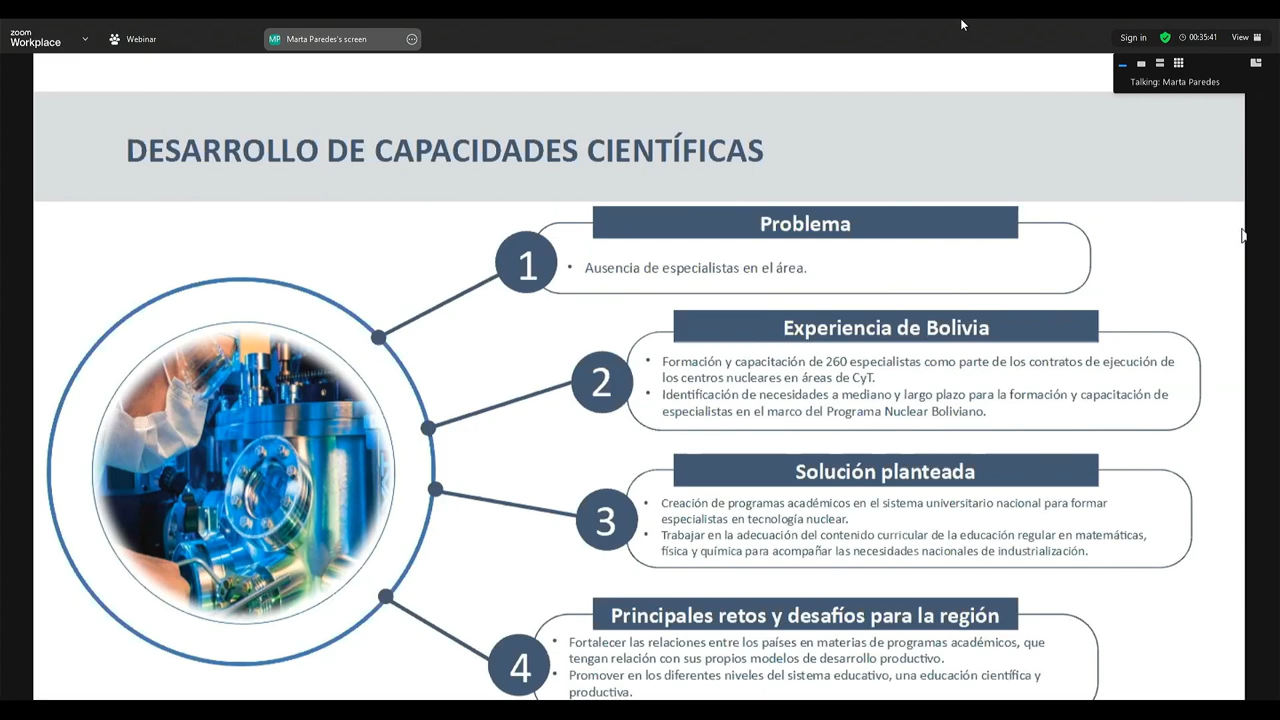 zoom
Workplace
Webinar
MP Marta Paredes's screen
Sign in
00:35:41
View
Talking: Marta Paredes
DESARROLLO DE CAPACIDADES CIENTÍFICAS
1
Problema
• Ausencia de especialistas en el área.
2
Experiencia de Bolivia
• Formación y capacitación de 260 especialistas como parte de los contratos de ejecución de
los centros nucleares en áreas de CyT.
• Identificación de necesidades a mediano y largo plazo para la formación y capacitación de
especialistas en el marco del Programa Nuclear Boliviano.
3
Solución planteada
• Creación de programas académicos en el sistema universitario nacional para formar
especialistas en tecnología nuclear.
• Trabajar en la adecuación del contenido curricular de la educación regular en matemáticas,
física y química para acompañar las necesidades nacionales de industrialización.
4
Principales retos y desafíos para la región
• Fortalecer las relaciones entre los países en materias de programas académicos, que
tengan relación con sus propios modelos de desarrollo productivo.
• Promover en los diferentes niveles del sistema educativo, una educación científica y
productiva.